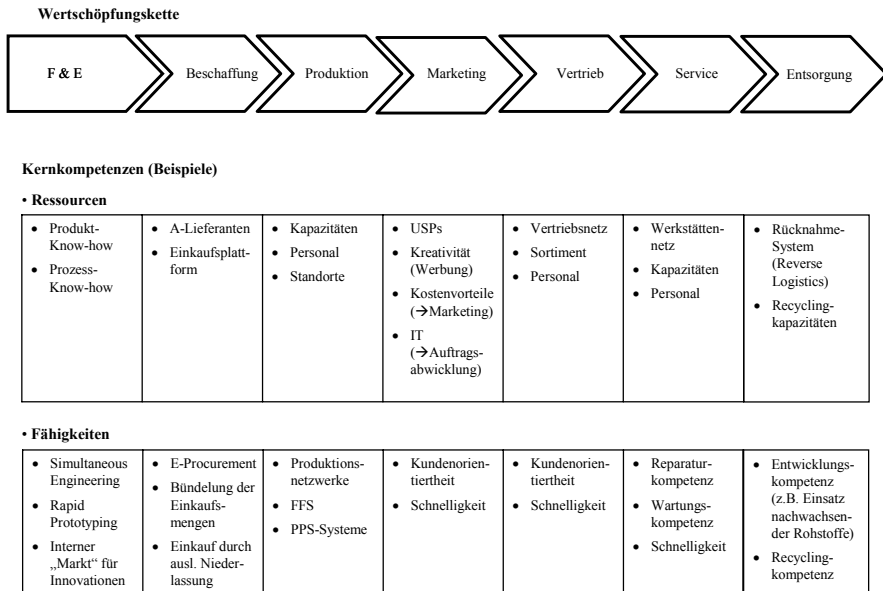 Wertschöpfungskette
F & E
Beschaffung
Produktion
Marketing
Vertrieb
Service
Entsorgung
Kernkompetenzen (Beispiele)
• Ressourcen
• Produkt-
Know-how
• Prozess-
Know-how
• A-Lieferanten
• Einkaufsplatt-
form
• Kapazitäten
• Personal
• Standorte
• USPs
• Kreativität
(Werbung)
• Kostenvorteile
(→Marketing)
• IT
(→Auftrags-
abwicklung)
• Vertriebsnetz
• Sortiment
• Personal
• Werkstätten-
netz
• Kapazitäten
• Personal
• Rücknahme-
System
(Reverse
Logistics)
• Recycling-
kapazitäten
• Fähigkeiten
• Simultaneous
Engineering
• Rapid
Prototyping
• Interner
„Markt“ für
Innovationen
• E-Procurement
• Bündelung der
Einkaufs-
mengen
• Einkauf durch
ausl. Nieder-
lassung
• Produktions-
netzwerke
• FFS
• PPS-Systeme
• Kundenorien-
tiertheit
• Schnelligkeit
• Kundenorien-
tiertheit
• Schnelligkeit
• Reparatur-
kompetenz
• Wartungs-
kompetenz
• Schnelligkeit
• Entwicklungs-
kompetenz
(z.B. Einsatz
nachwachsen-
der Rohstoffe)
• Recycling-
kompetenz